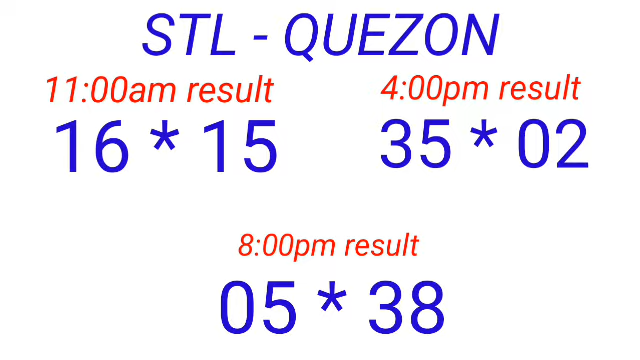 STL - QUEZON
11:00am result
16 * 15
4:00pm result
35 * 02
8:00pm result
05 * 38